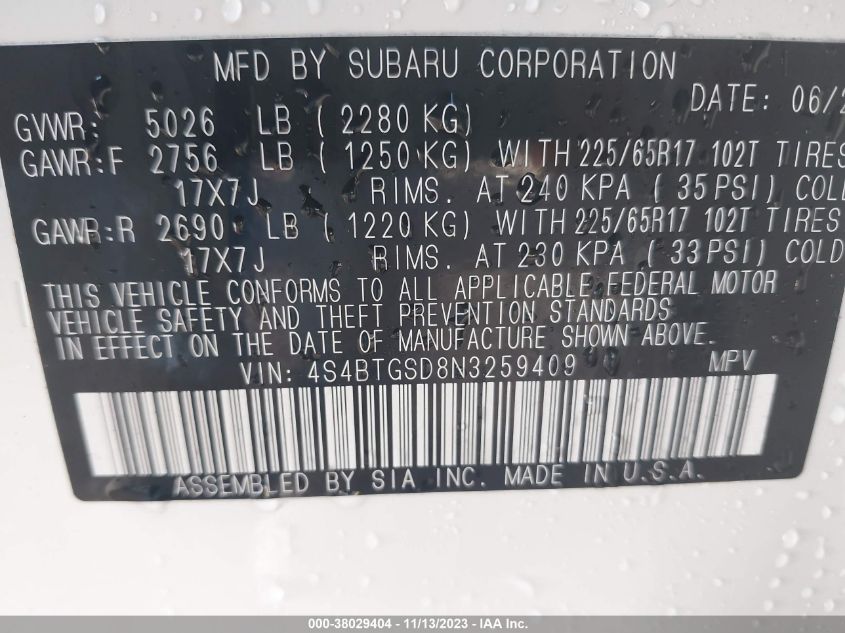 MFD BY SUBARU CORPORATION
DATE: 06/2
GVWR: 5026 LB ( 2280 KG)
GAWR:F 2756 LB ( 1250 KG) WITH 225/65R17 102T TIRES
17X7J RIMS. AT 240 KPA ( 35 PSI) COLD
GAWR:R 2690 LB ( 1220 KG) WITH 225/65R17 102T TIRES
17X7J RIMS. AT 230 KPA ( 33 PSI) COLD
THIS VEHICLE CONFORMS TO ALL APPLICABLE FEDERAL MOTOR
VEHICLE SAFETY AND THEFT PREVENTION STANDARDS
IN EFFECT ON THE DATE OF MANUFACTURE SHOWN ABOVE.
VIN: 4S4BTGSD8N3259409 MPV
ASSEMBLED BY SIA INC. MADE IN U.S.A.
000-38029404 - 11/13/2023 - IAA Inc.